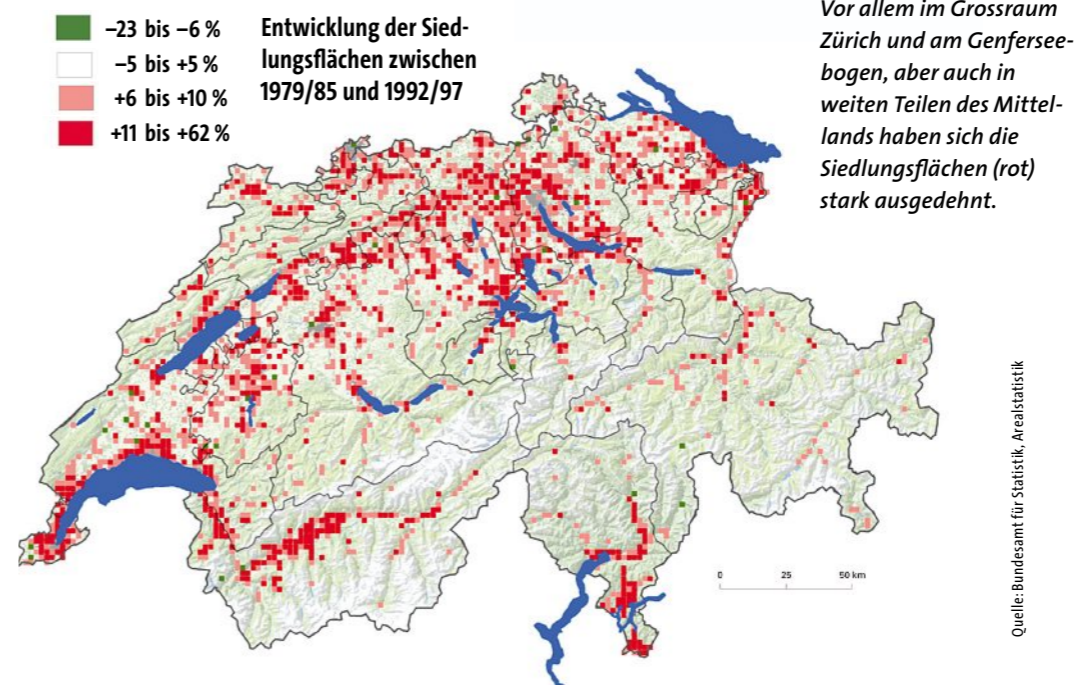 −23 bis −6 %
−5 bis +5 %
+6 bis +10 %
+11 bis +62 %
Entwicklung der Sied-
lungsflächen zwischen
1979/85 und 1992/97
Vor allem im Grossraum
Zürich und am Genfersee-
bogen, aber auch in
weiten Teilen des Mittel-
lands haben sich die
Siedlungsflächen (rot)
stark ausgedehnt.
0 25 50 km
Quelle: Bundesamt für Statistik, Arealstatistik